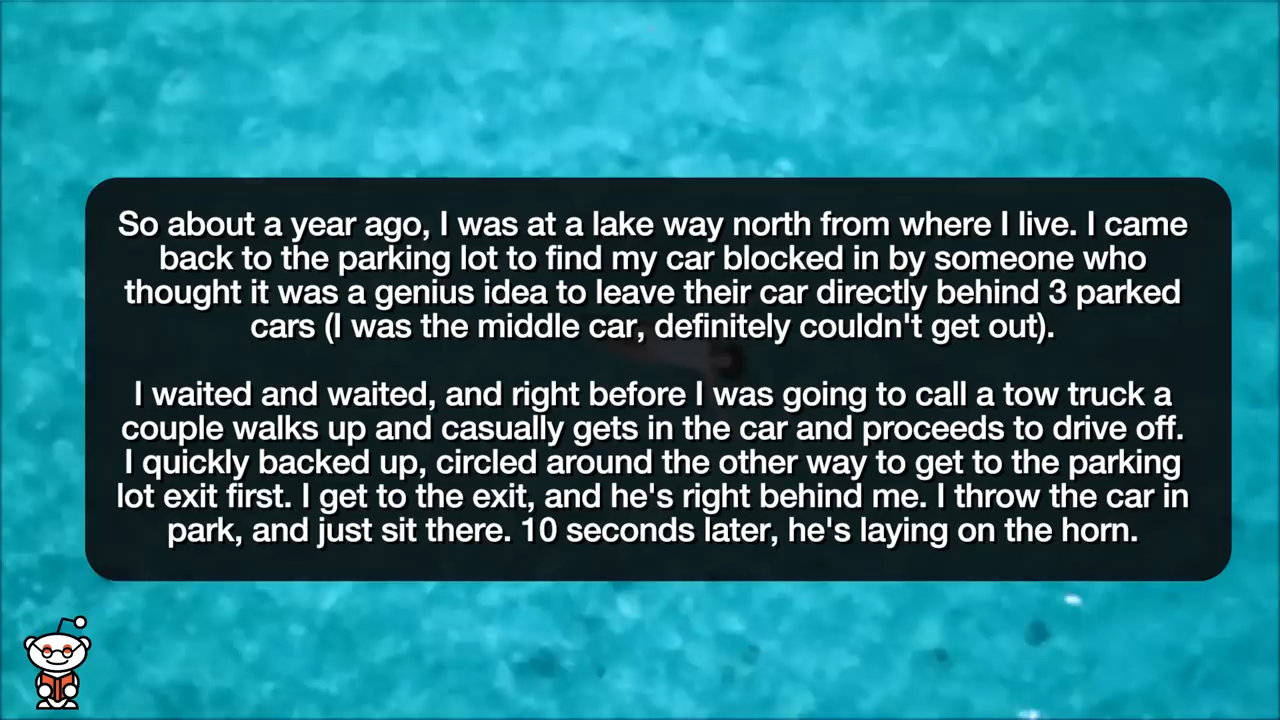 So about a year ago, I was at a lake way north from where I live. I came
back to the parking lot to find my car blocked in by someone who
thought it was a genius idea to leave their car directly behind 3 parked
cars (I was the middle car, definitely couldn't get out).
I waited and waited, and right before I was going to call a tow truck a
couple walks up and casually gets in the car and proceeds to drive off.
I quickly backed up, circled around the other way to get to the parking
lot exit first. I get to the exit, and he's right behind me. I throw the car in
park, and just sit there. 10 seconds later, he's laying on the horn.